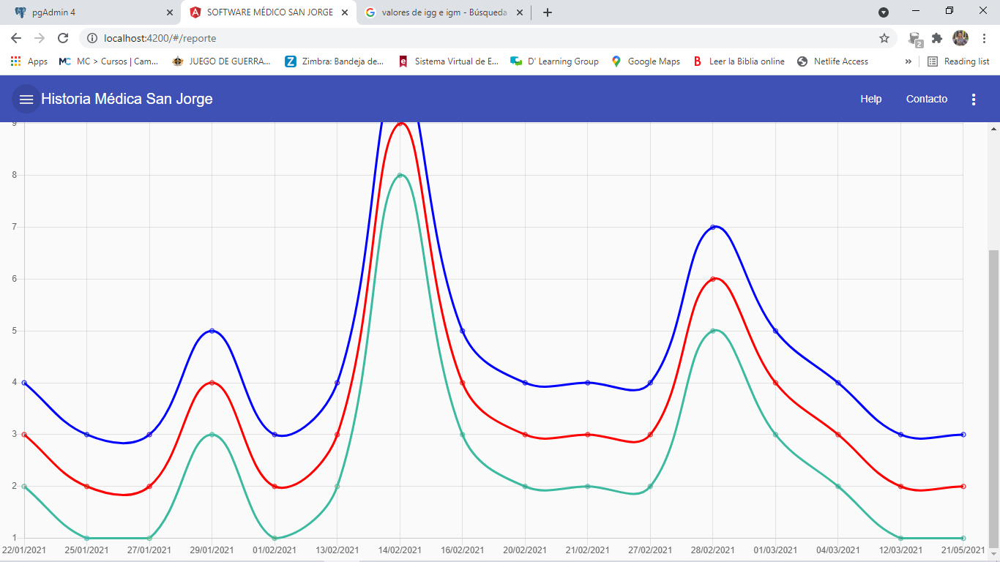 pgAdmin 4
SOFTWARE MÉDICO SAN JORGE
valores de igg e igm - Búsqueda
localhost:4200/#/reporte
2
Apps
MC > Cursos | Cam...
JUEGO DE GUERRA...
Zimbra: Bandeja de...
Sistema Virtual de E...
D' Learning Group
Google Maps
Leer la Biblia online
Netlife Access
»
Reading list
Historia Médica San Jorge
Help
Contacto
9
8
7
6
5
4
3
2
1
22/01/2021 25/01/2021 27/01/2021 29/01/2021 01/02/2021 13/02/2021 14/02/2021 16/02/2021 20/02/2021 21/02/2021 27/02/2021 28/02/2021 01/03/2021 04/03/2021 12/03/2021 21/05/2021